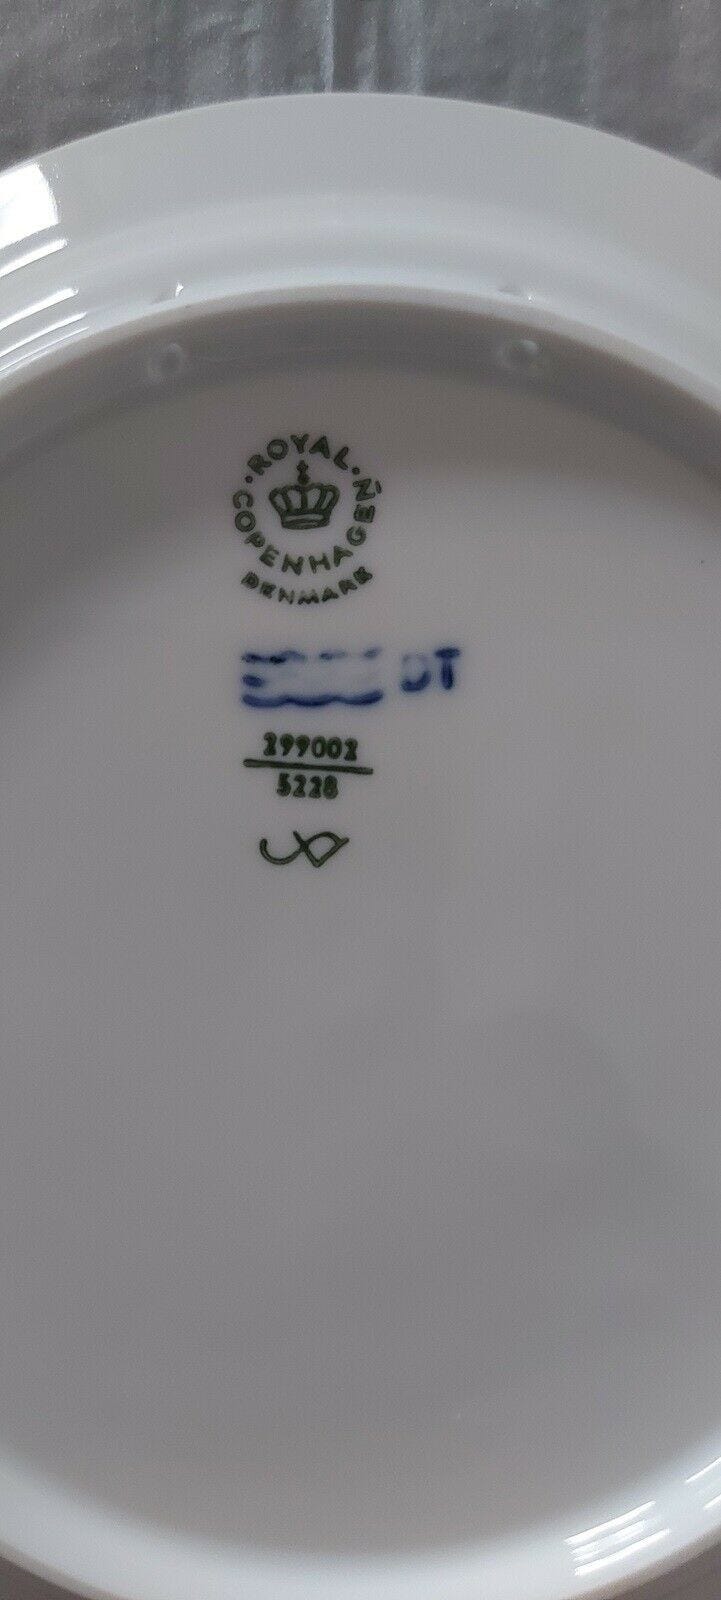 ROYAL
COPENHAGEN
DENMARK
DT
299002
5228